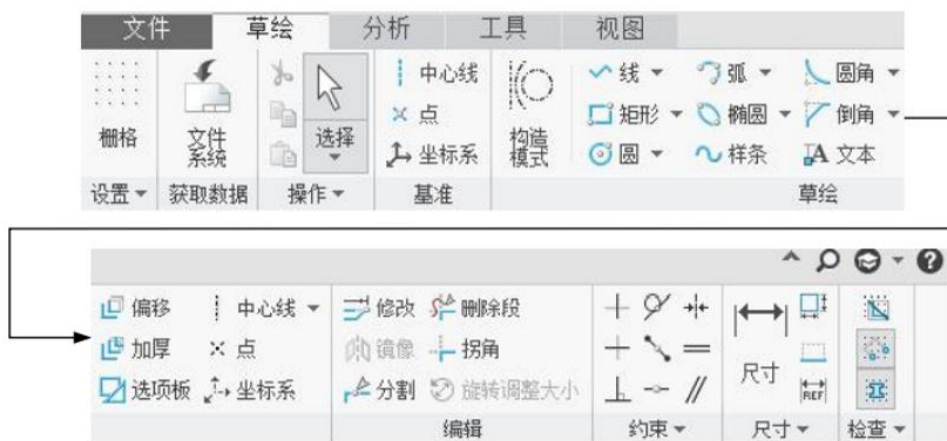 文件 草绘 分析 工具 视图
中心线 线 弧 圆角
点 矩形 椭圆 倒角
栅格 文件系统 选择 坐标系 构造模式 圆 样条 A 文本
设置 获取数据 操作 基准 草绘
偏移 中心线 修改 删除段
加厚 点 镜像 拐角 尺寸
选项板 坐标系 分割 旋转调整大小 REF
编辑 约束 尺寸 检查